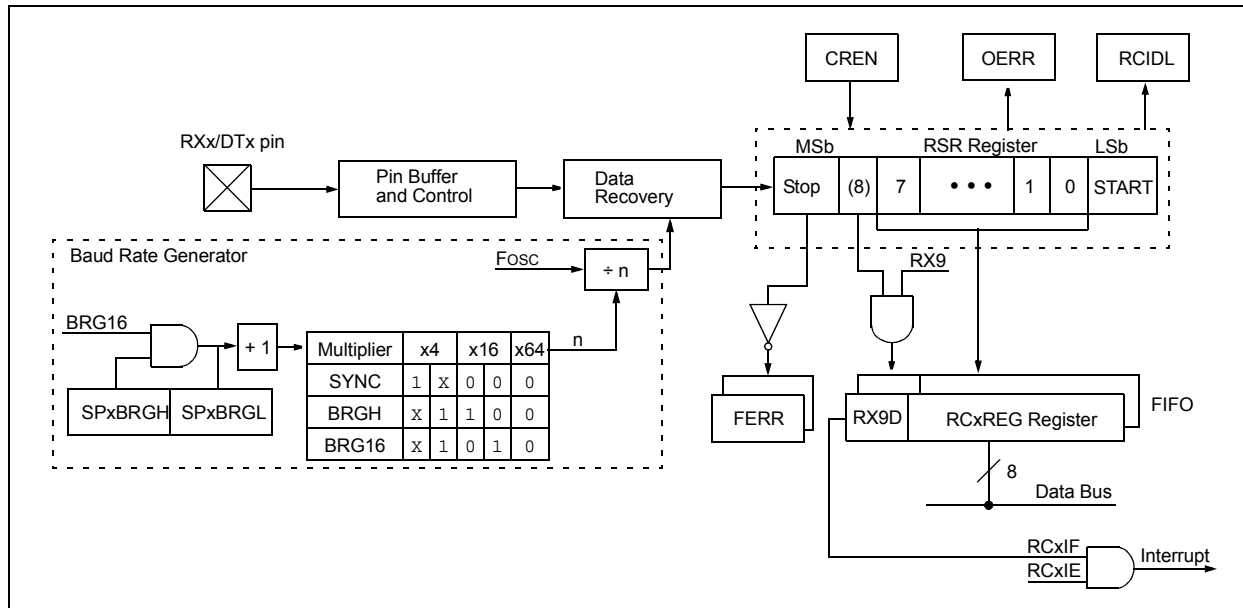 CREN
OERR
RCIDL
RXx/DTx pin
MSb
RSR Register
LSb
Pin Buffer
and Control
Data
Recovery
Stop (8) 7 • • • 1 0 START
Baud Rate Generator
FOSC
÷ n
RX9
BRG16
+ 1
n
Multiplier x4 x16 x64
SYNC 1 X 0 0 0
BRGH X 1 1 0 0
BRG16 X 1 0 1 0
SPxBRGH SPxBRGL
FERR
RX9D RCxREG Register
FIFO
8
Data Bus
RCxIF
RCxIE
Interrupt